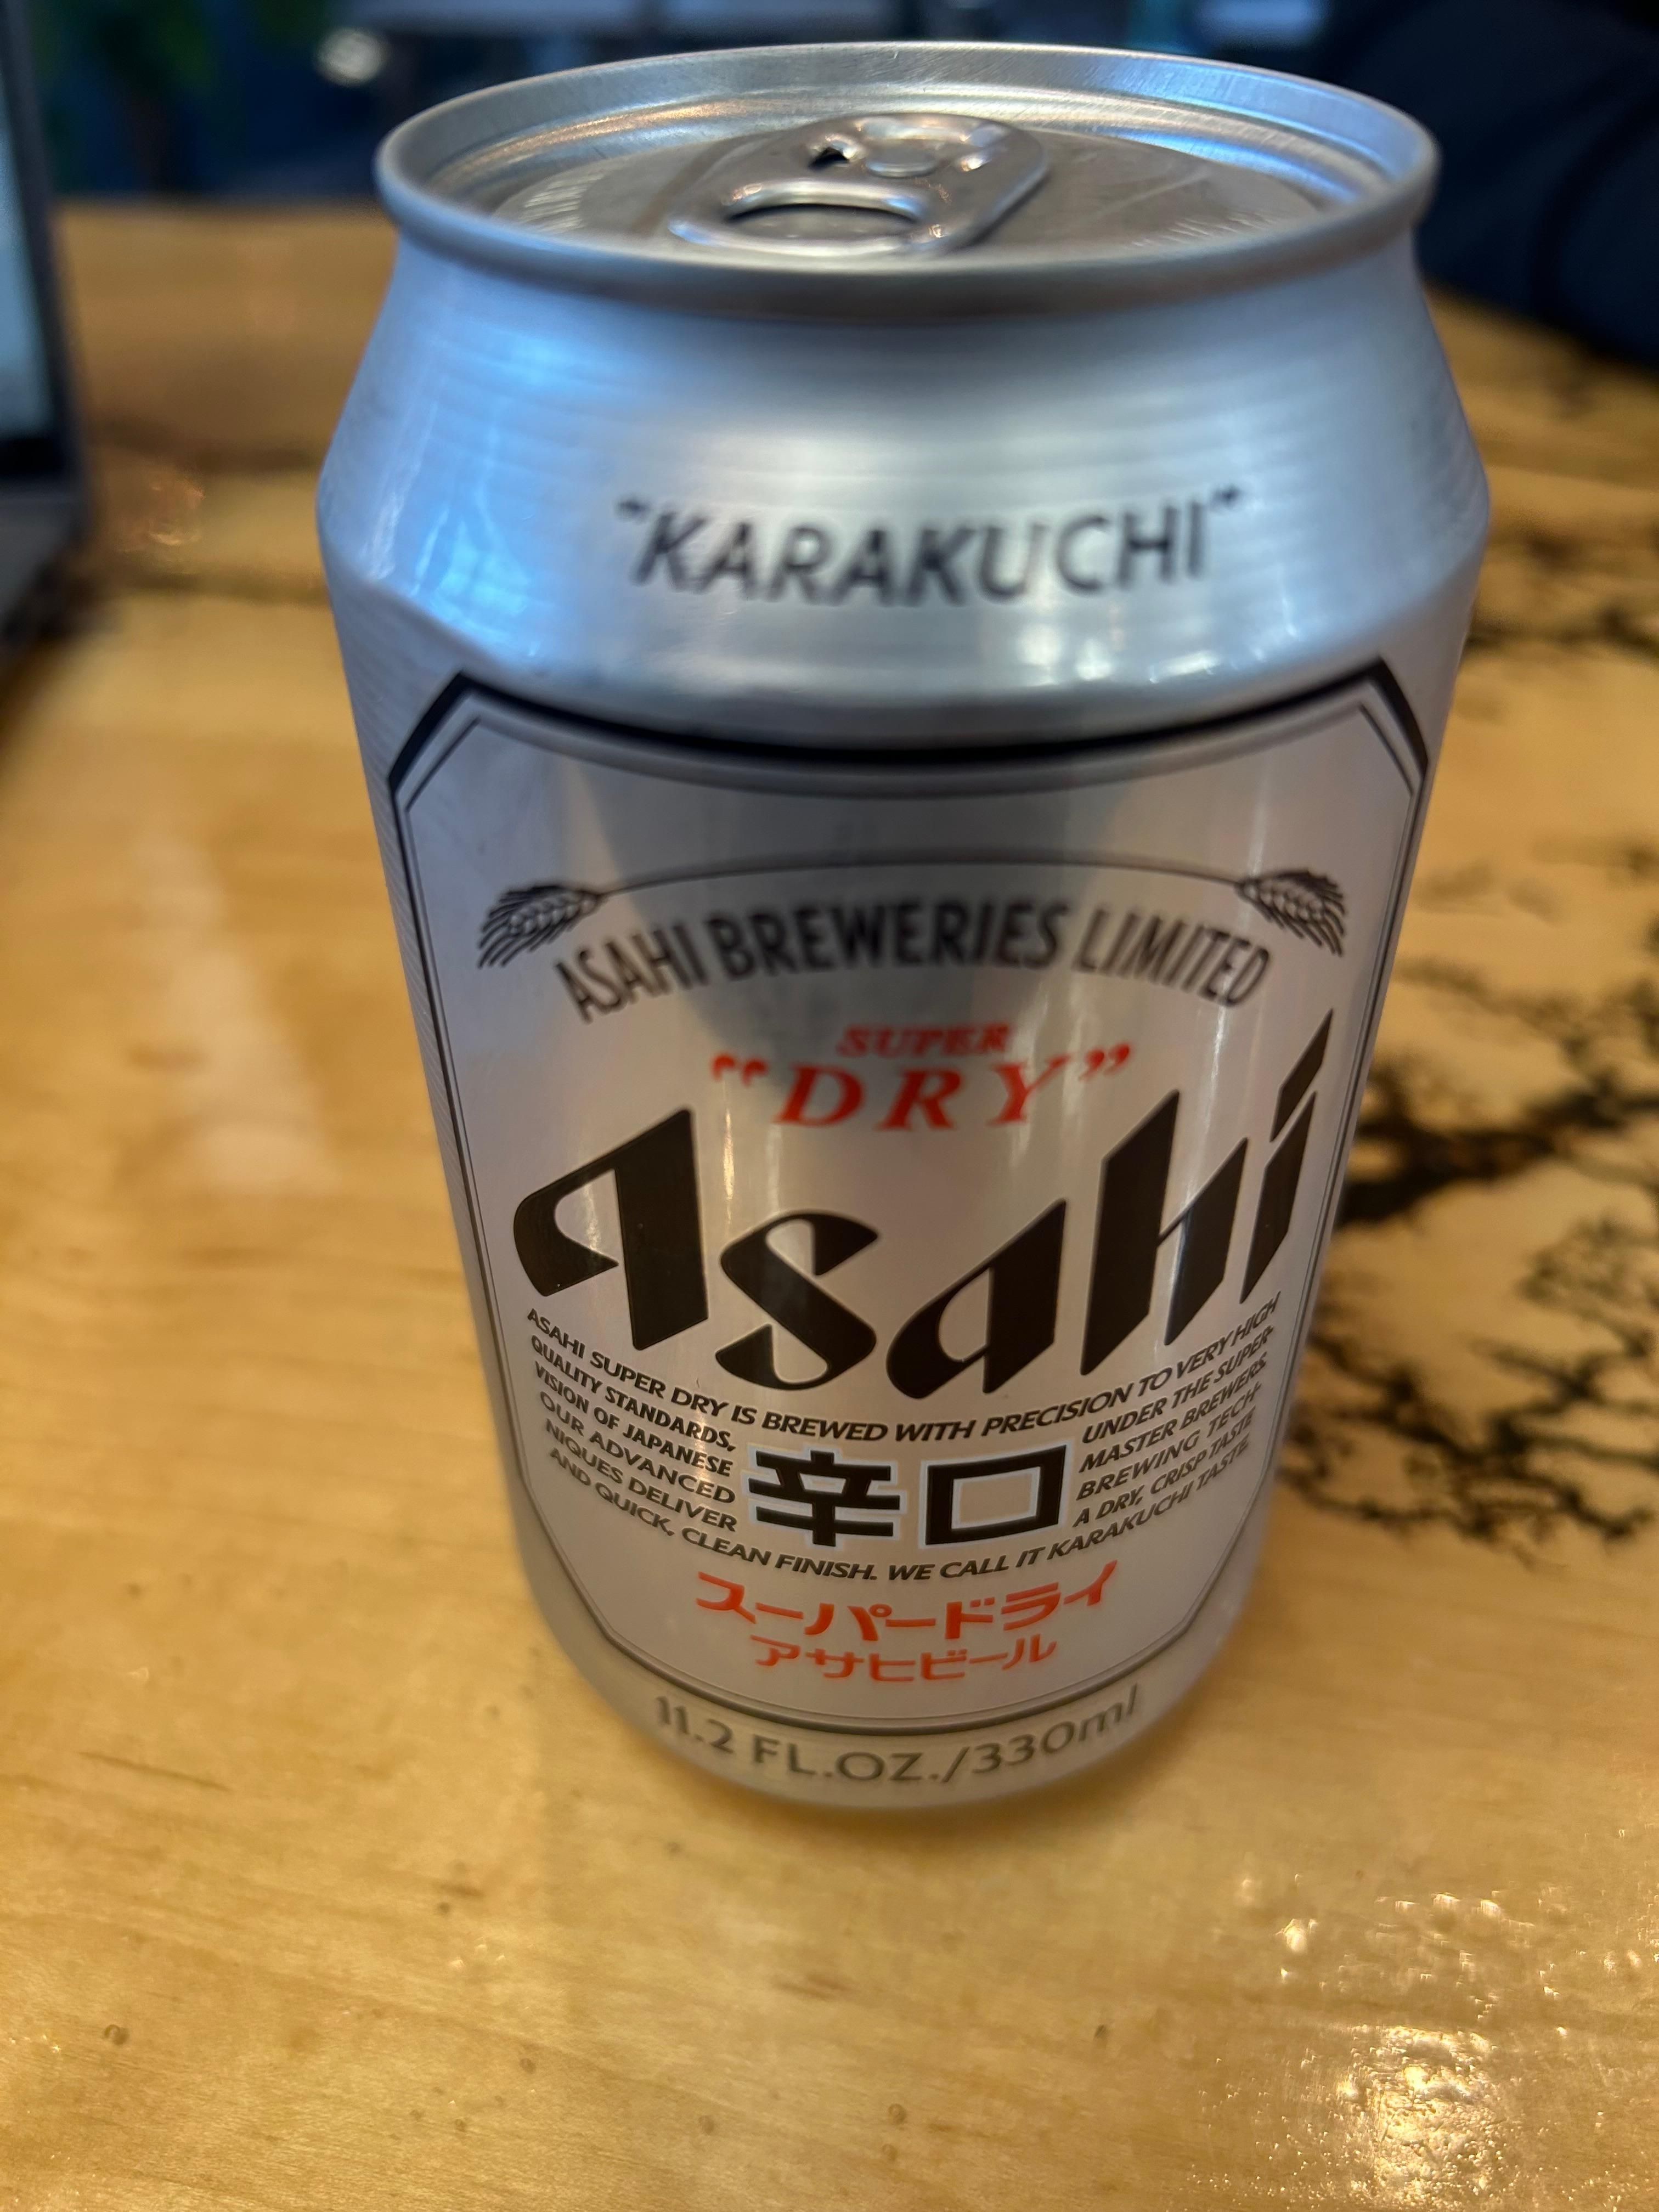 "KARAKUCHI"
ASAHI BREWERIES LIMITED
SUPER
"DRY"
Asahi
ASAHI SUPER DRY IS BREWED WITH PRECISION TO VERY HIGH
QUALITY STANDARDS, UNDER THE SUPER-
VISION OF JAPANESE MASTER BREWERS.
OUR ADVANCED BREWING TECH-
NIQUES DELIVER A DRY, CRISP TASTE
AND QUICK, CLEAN FINISH. WE CALL IT KARAKUCHI TASTE.
辛口
スーパードライ
アサヒビール
11.2 FL.OZ./330ml